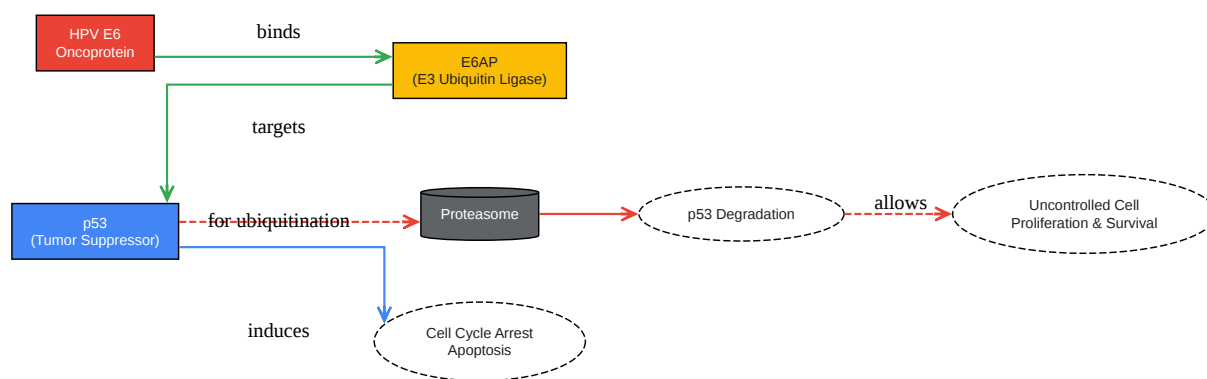 HPV E6
Oncoprotein
binds
E6AP
(E3 Ubiquitin Ligase)
targets
p53
(Tumor Suppressor)
for ubiquitination
Proteasome
p53 Degradation
allows
Uncontrolled Cell
Proliferation & Survival
induces
Cell Cycle Arrest
Apoptosis